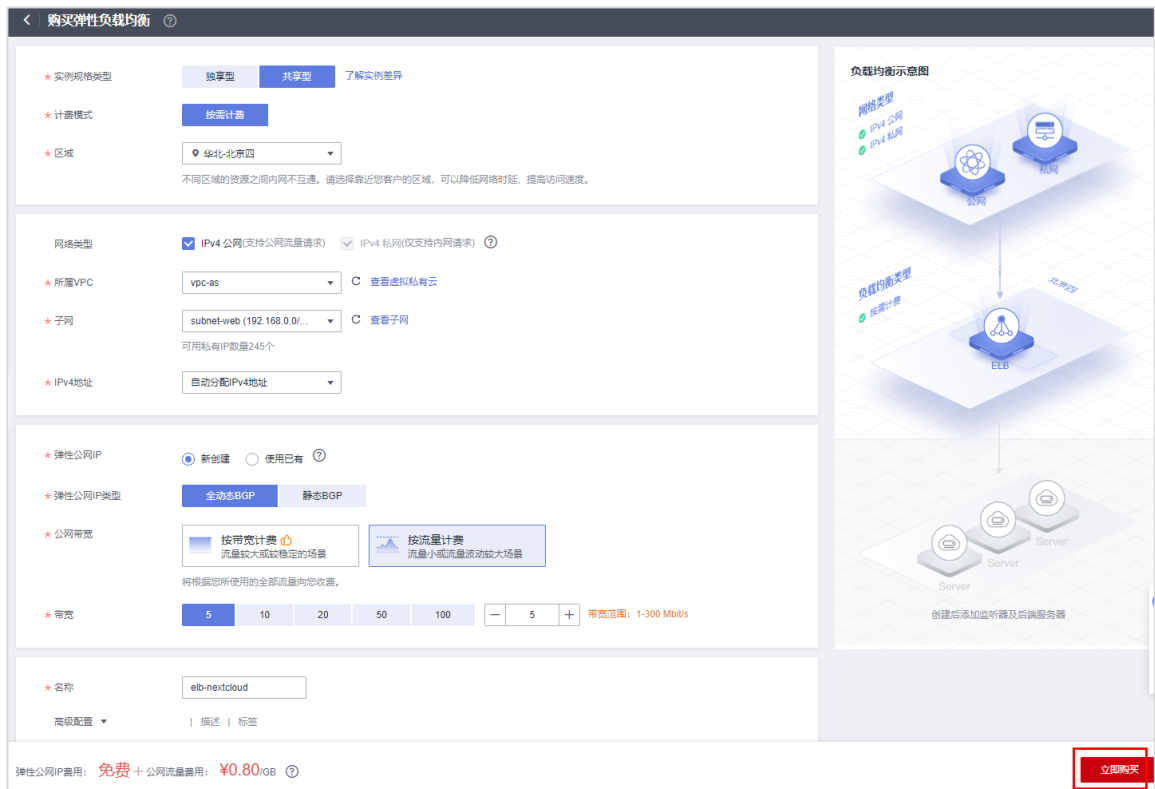 购买弹性负载均衡
实例规格类型 独享型 共享型 了解实例差异
计费模式 按需计费
区域 华北-北京四
不同区域的资源之间内网不互通。请选择靠近您客户的区域，可以降低网络时延、提高访问速度。
网络类型 IPv4 公网(支持公网流量请求) IPv4 私网(仅支持内网请求)
所属VPC vpc-as 查看虚拟私有云
子网 subnet-web (192.168.0.0/... 查看子网
可用私有IP数量245个
IPv4地址 自动分配IPv4地址
弹性公网IP 新创建 使用已有
弹性公网IP类型 全动态BGP 静态BGP
公网带宽 按带宽计费 按流量计费
流量较大或较稳定的场景 流量小或流量波动较大场景
将根据您所使用的全部流量向您收费。
带宽 5 10 20 50 100 5 带宽范围：1-300 Mbit/s
名称 elb-nextcloud
高级配置 | 描述 | 标签
弹性公网IP费用： 免费 + 公网流量费用： ¥0.80/GB
立即购买
负载均衡示意图
网络类型
IPv4 公网
IPv4 私网
私网
公网
负载均衡类型
按需计费
北京四
ELB
Server
Server
Server
创建后添加监听器及后端服务器